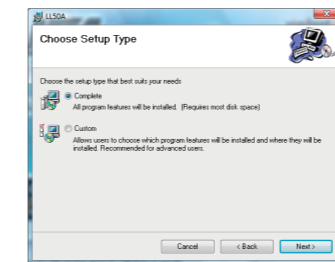 LL50A
Choose Setup Type
Choose the setup type that best suits your needs
Complete
All program features will be installed. (Requires most disk space)
Custom
Allows users to choose which program features will be installed and where they will be
installed. Recommended for advanced users.
Cancel
< Back
Next >